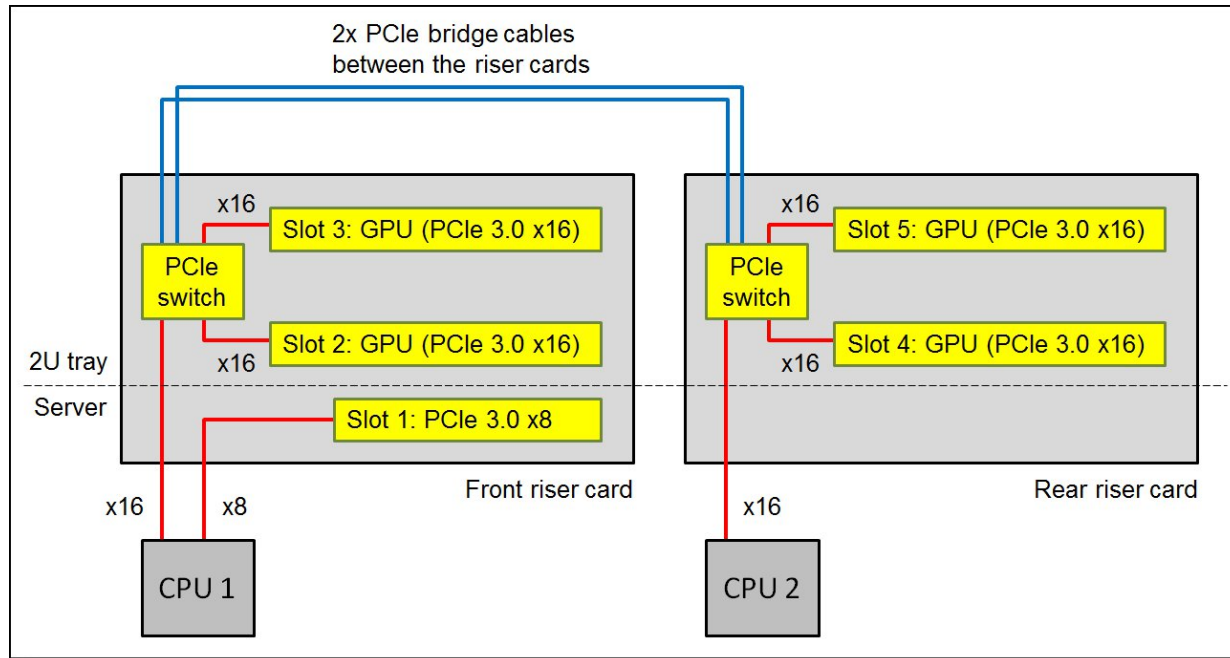 2x PCIe bridge cables
between the riser cards
x16
Slot 3: GPU (PCIe 3.0 x16)
PCIe
switch
Slot 2: GPU (PCIe 3.0 x16)
x16
x16
Slot 5: GPU (PCIe 3.0 x16)
PCIe
switch
Slot 4: GPU (PCIe 3.0 x16)
x16
2U tray
Server
Slot 1: PCIe 3.0 x8
Front riser card
Rear riser card
x16
x8
x16
CPU 1
CPU 2